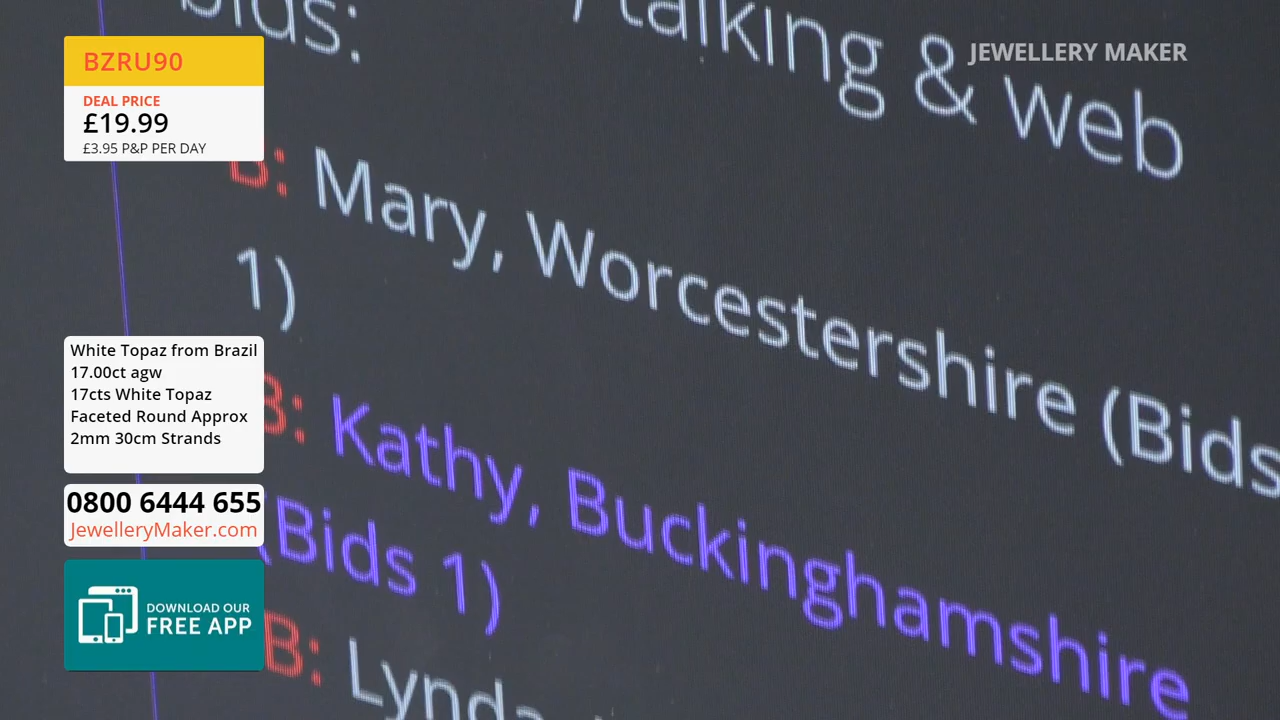 BZRU90
DEAL PRICE
£19.99
£3.95 P&P PER DAY
White Topaz from Brazil
17.00ct agw
17cts White Topaz
Faceted Round Approx
2mm 30cm Strands
0800 6444 655
JewelleryMaker.com
DOWNLOAD OUR
FREE APP
JEWELLERY MAKER
bids: talking & web
B: Mary, Worcestershire (Bids
1)
B: Kathy, Buckinghamshire
(Bids 1)
B: Lynda